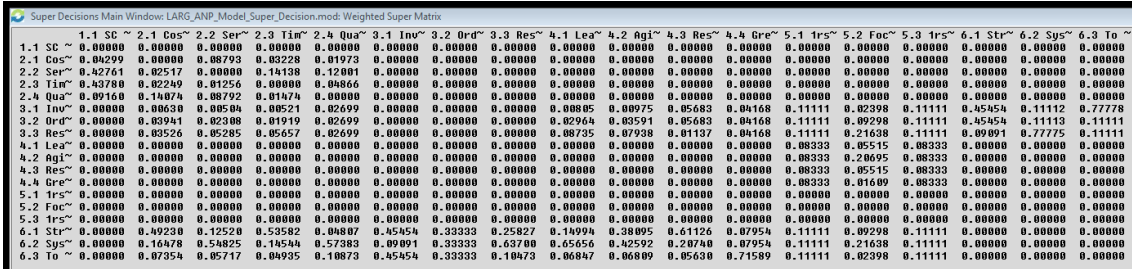 Super Decisions Main Window: LARG_ANP_Model_Super_Decision.mod: Weighted Super Matrix
1.1 SC ~ 2.1 Cos~ 2.2 Ser~ 2.3 Tim~ 2.4 Qua~ 3.1 Inv~ 3.2 Ord~ 3.3 Res~ 4.1 Lea~ 4.2 Agi~ 4.3 Res~ 4.4 Gre~ 5.1 1rs~ 5.2 Foc~ 5.3 1rs~ 6.1 Str~ 6.2 Sys~ 6.3 To ~
1.1 SC ~ 0.00000 0.00000 0.00000 0.00000 0.00000 0.00000 0.00000 0.00000 0.00000 0.00000 0.00000 0.00000 0.00000 0.00000 0.00000 0.00000 0.00000 0.00000
2.1 Cos~ 0.04299 0.00000 0.08793 0.03228 0.01973 0.00000 0.00000 0.00000 0.00000 0.00000 0.00000 0.00000 0.00000 0.00000 0.00000 0.00000 0.00000 0.00000
2.2 Ser~ 0.42761 0.02517 0.00000 0.14138 0.12001 0.00000 0.00000 0.00000 0.00000 0.00000 0.00000 0.00000 0.00000 0.00000 0.00000 0.00000 0.00000 0.00000
2.3 Tim~ 0.43780 0.02249 0.01256 0.00000 0.04866 0.00000 0.00000 0.00000 0.00000 0.00000 0.00000 0.00000 0.00000 0.00000 0.00000 0.00000 0.00000 0.00000
2.4 Qua~ 0.09160 0.14074 0.08792 0.01474 0.00000 0.00000 0.00000 0.00000 0.00000 0.00000 0.00000 0.00000 0.00000 0.00000 0.00000 0.00000 0.00000 0.00000
3.1 Inv~ 0.00000 0.00630 0.00504 0.00521 0.02699 0.00000 0.00000 0.00000 0.00805 0.00975 0.05683 0.04168 0.11111 0.02398 0.11111 0.45454 0.11112 0.77778
3.2 Ord~ 0.00000 0.03941 0.02308 0.01919 0.02699 0.00000 0.00000 0.00000 0.02964 0.03591 0.05683 0.04168 0.11111 0.09298 0.11111 0.45454 0.11113 0.11111
3.3 Res~ 0.00000 0.03526 0.05285 0.05657 0.02699 0.00000 0.00000 0.00000 0.08735 0.07938 0.01137 0.04168 0.11111 0.21638 0.11111 0.09091 0.77775 0.11111
4.1 Lea~ 0.00000 0.00000 0.00000 0.00000 0.00000 0.00000 0.00000 0.00000 0.00000 0.00000 0.00000 0.00000 0.08333 0.05515 0.08333 0.00000 0.00000 0.00000
4.2 Agi~ 0.00000 0.00000 0.00000 0.00000 0.00000 0.00000 0.00000 0.00000 0.00000 0.00000 0.00000 0.00000 0.08333 0.20695 0.08333 0.00000 0.00000 0.00000
4.3 Res~ 0.00000 0.00000 0.00000 0.00000 0.00000 0.00000 0.00000 0.00000 0.00000 0.00000 0.00000 0.00000 0.08333 0.05515 0.08333 0.00000 0.00000 0.00000
4.4 Gre~ 0.00000 0.00000 0.00000 0.00000 0.00000 0.00000 0.00000 0.00000 0.00000 0.00000 0.00000 0.00000 0.08333 0.01609 0.08333 0.00000 0.00000 0.00000
5.1 1rs~ 0.00000 0.00000 0.00000 0.00000 0.00000 0.00000 0.00000 0.00000 0.00000 0.00000 0.00000 0.00000 0.00000 0.00000 0.00000 0.00000 0.00000 0.00000
5.2 Foc~ 0.00000 0.00000 0.00000 0.00000 0.00000 0.00000 0.00000 0.00000 0.00000 0.00000 0.00000 0.00000 0.00000 0.00000 0.00000 0.00000 0.00000 0.00000
5.3 1rs~ 0.00000 0.00000 0.00000 0.00000 0.00000 0.00000 0.00000 0.00000 0.00000 0.00000 0.00000 0.00000 0.00000 0.00000 0.00000 0.00000 0.00000 0.00000
6.1 Str~ 0.00000 0.49230 0.12520 0.53582 0.04807 0.45454 0.33333 0.25827 0.14994 0.38095 0.61126 0.07954 0.11111 0.09298 0.11111 0.00000 0.00000 0.00000
6.2 Sys~ 0.00000 0.16478 0.54825 0.14544 0.57383 0.09091 0.33333 0.63700 0.65656 0.42592 0.20740 0.07954 0.11111 0.21638 0.11111 0.00000 0.00000 0.00000
6.3 To ~ 0.00000 0.07354 0.05717 0.04935 0.10873 0.45454 0.33333 0.10473 0.06847 0.06809 0.05630 0.71589 0.11111 0.02398 0.11111 0.00000 0.00000 0.00000